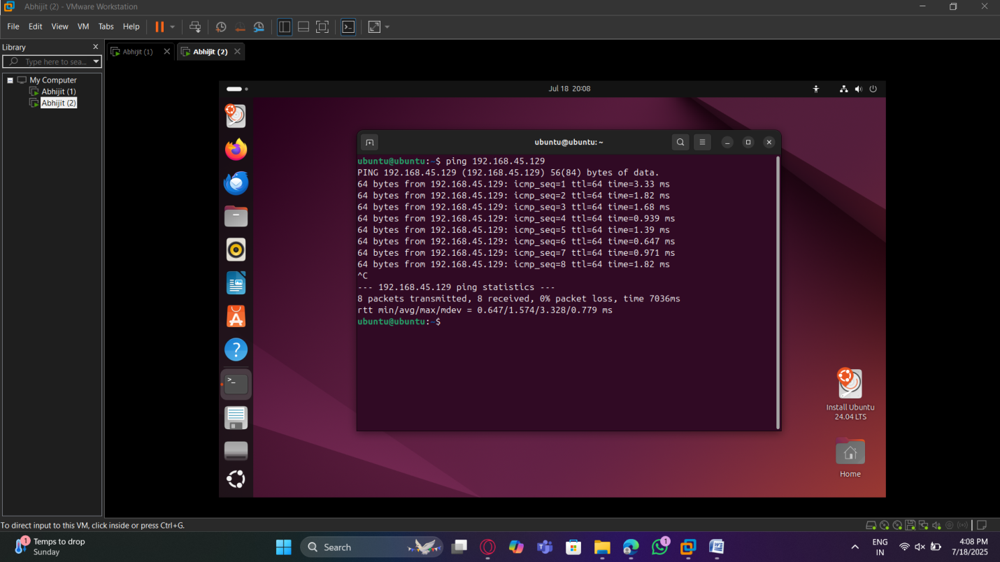 Abhijit (2) - VMware Workstation
File Edit View VM Tabs Help
Library
Type here to sea...
My Computer
Abhijit (1)
Abhijit (2)
Abhijit (1)
Abhijit (2)
Jul 18 20:08
ubuntu@ubuntu: ~
ubuntu@ubuntu:~$ ping 192.168.45.129
PING 192.168.45.129 (192.168.45.129) 56(84) bytes of data.
64 bytes from 192.168.45.129: icmp_seq=1 ttl=64 time=3.33 ms
64 bytes from 192.168.45.129: icmp_seq=2 ttl=64 time=1.82 ms
64 bytes from 192.168.45.129: icmp_seq=3 ttl=64 time=1.68 ms
64 bytes from 192.168.45.129: icmp_seq=4 ttl=64 time=0.939 ms
64 bytes from 192.168.45.129: icmp_seq=5 ttl=64 time=1.39 ms
64 bytes from 192.168.45.129: icmp_seq=6 ttl=64 time=0.647 ms
64 bytes from 192.168.45.129: icmp_seq=7 ttl=64 time=0.971 ms
64 bytes from 192.168.45.129: icmp_seq=8 ttl=64 time=1.82 ms
^C
--- 192.168.45.129 ping statistics ---
8 packets transmitted, 8 received, 0% packet loss, time 7036ms
rtt min/avg/max/mdev = 0.647/1.574/3.328/0.779 ms
ubuntu@ubuntu:~$
Install Ubuntu
24.04 LTS
Home
To direct input to this VM, click inside or press Ctrl+G.
1
Temps to drop
Sunday
Search
1
ENG
IN
4:08 PM
7/18/2025